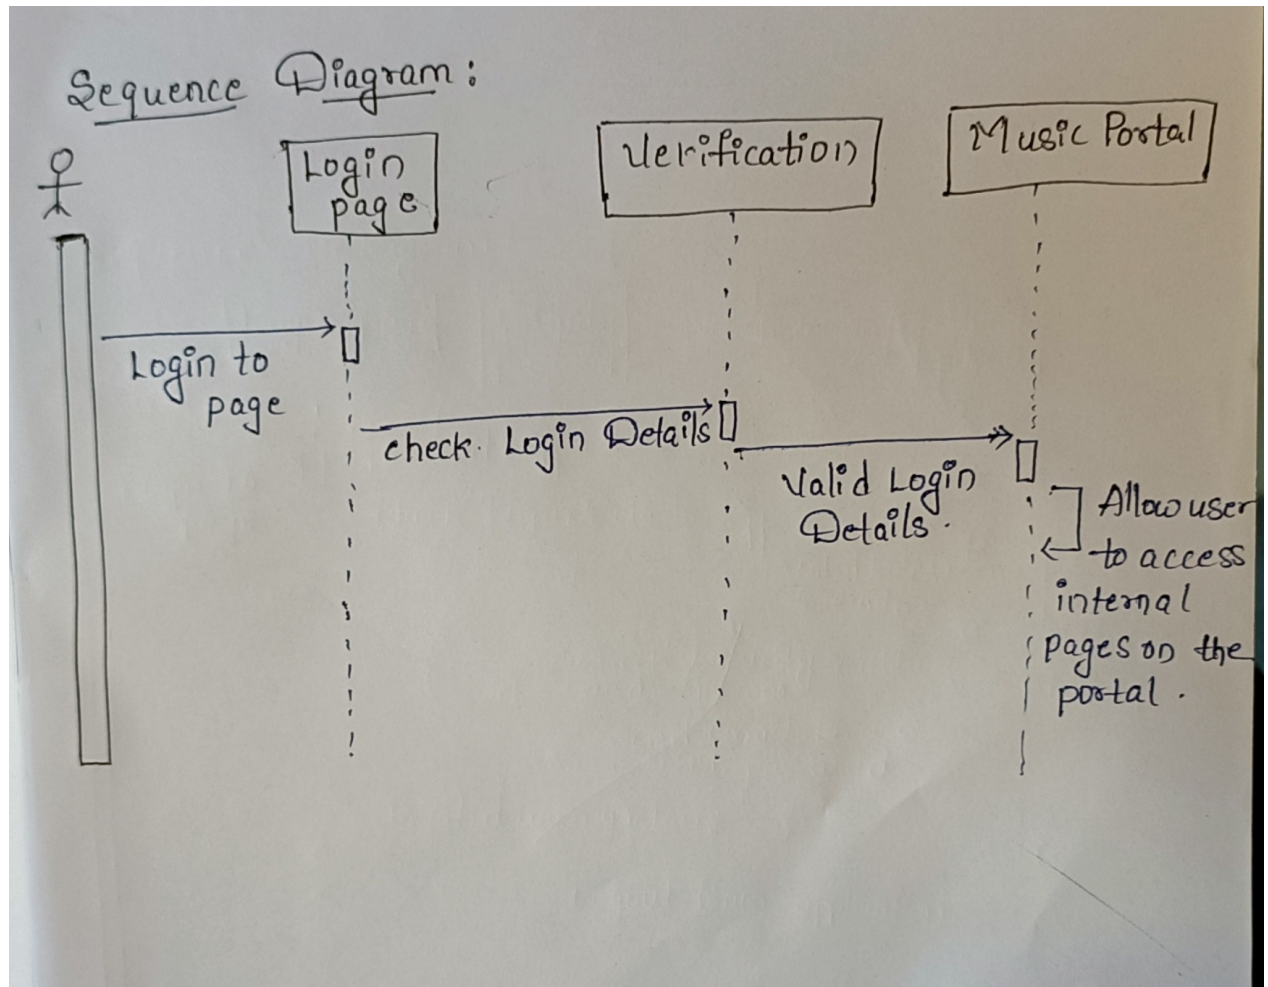 Sequence Diagram:
Login
page
Verification
Music Portal
Login to
page
check. Login Details
Valid Login
Details.
Allow user
to access
internal
pages on the
portal.